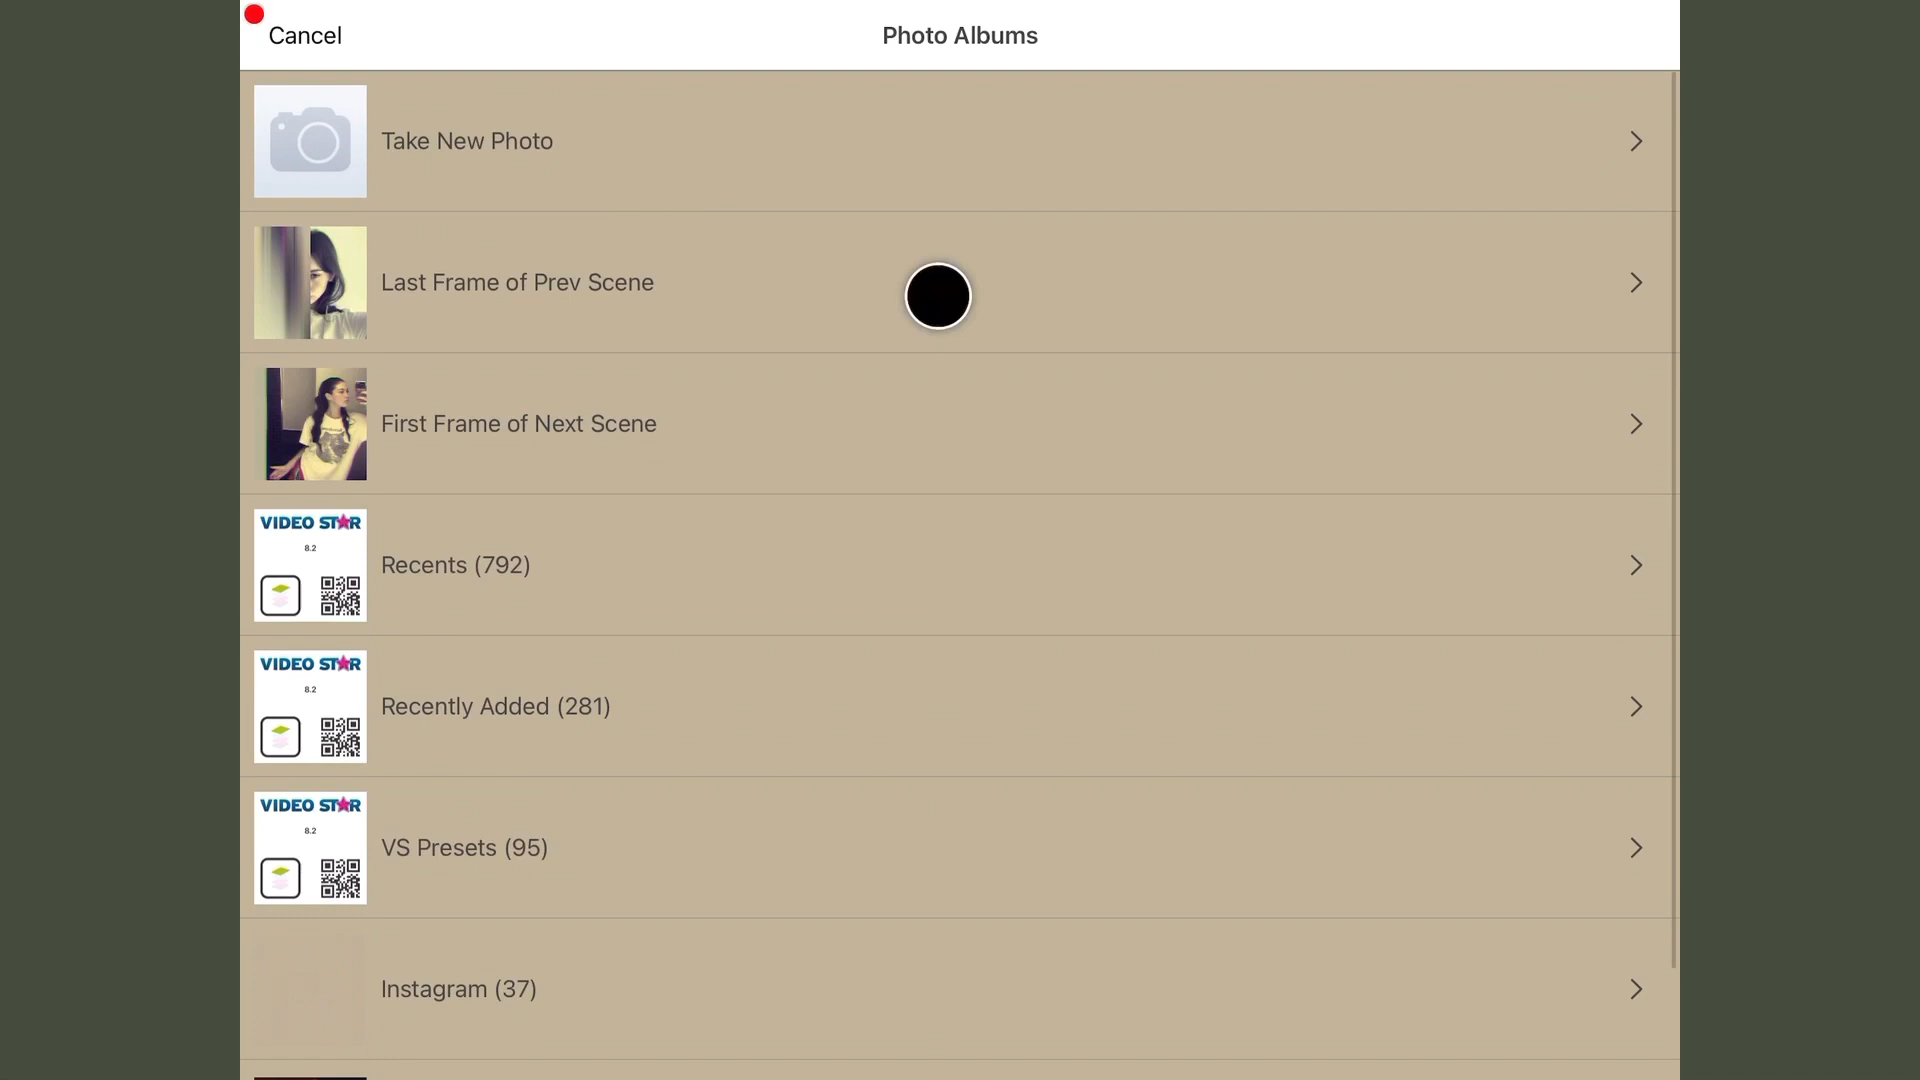 Cancel
Photo Albums
Take New Photo
Last Frame of Prev Scene
First Frame of Next Scene
VIDEO STAR
8.2
Recents (792)
VIDEO STAR
8.2
Recently Added (281)
VIDEO STAR
8.2
VS Presets (95)
Instagram (37)